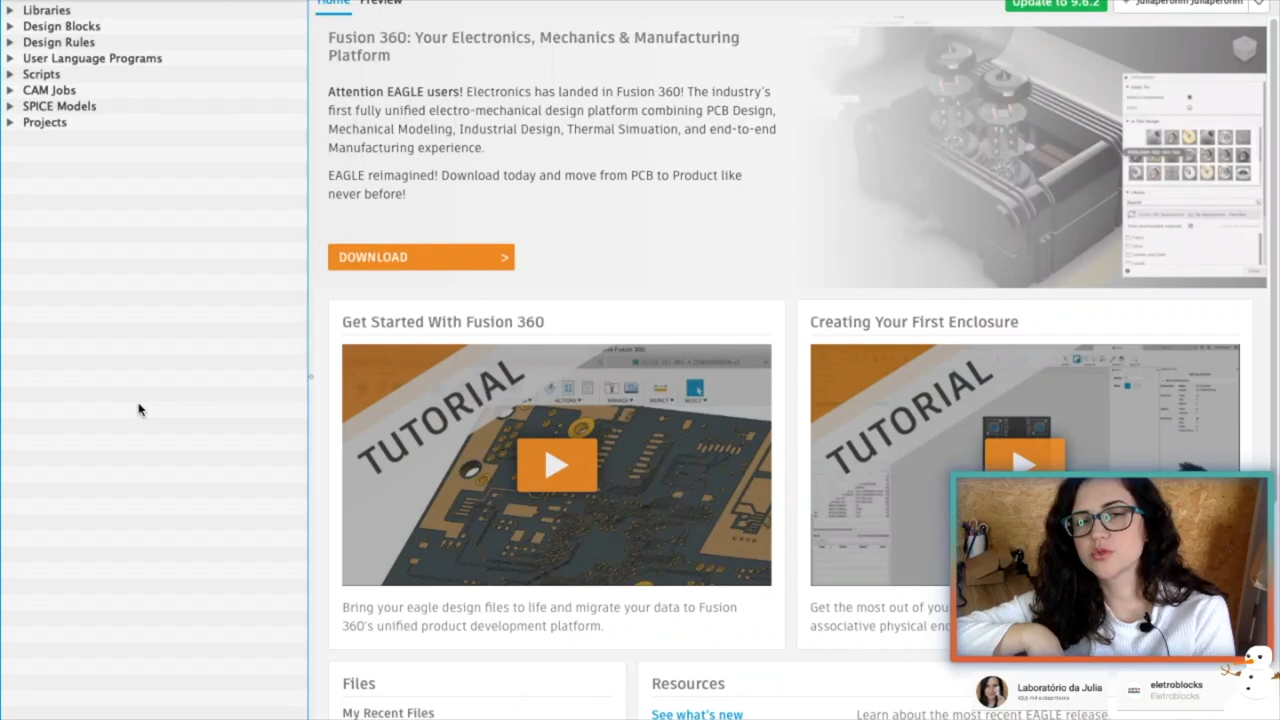 Libraries
Design Blocks
Design Rules
User Language Programs
Scripts
CAM Jobs
SPICE Models
Projects
Home Preview
Update to 9.6.2
Fusion 360: Your Electronics, Mechanics & Manufacturing
Platform
Attention EAGLE users! Electronics has landed in Fusion 360! The industry's
first fully unified electro-mechanical design platform combining PCB Design,
Mechanical Modeling, Industrial Design, Thermal Simuation, and end-to-end
Manufacturing experience.
EAGLE reimagined! Download today and move from PCB to Product like
never before!
DOWNLOAD >
Get Started With Fusion 360
TUTORIAL
Bring your eagle design files to life and migrate your data to Fusion
360's unified product development platform.
Creating Your First Enclosure
TUTORIAL
Get the most out of you
associative physical enc
Files
My Recent Files
Resources
See what's new
Learn about the most recent EAGLE release.
Laboratório da Julia
eletroblocks
Eletroblocks